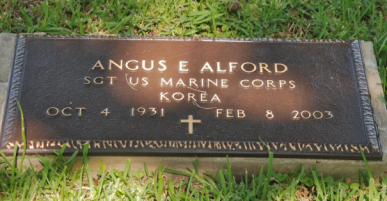 ANGUS E ALFORD
SGT US MARINE CORPS
KOREA
OCT 4 1931 FEB 8 2003